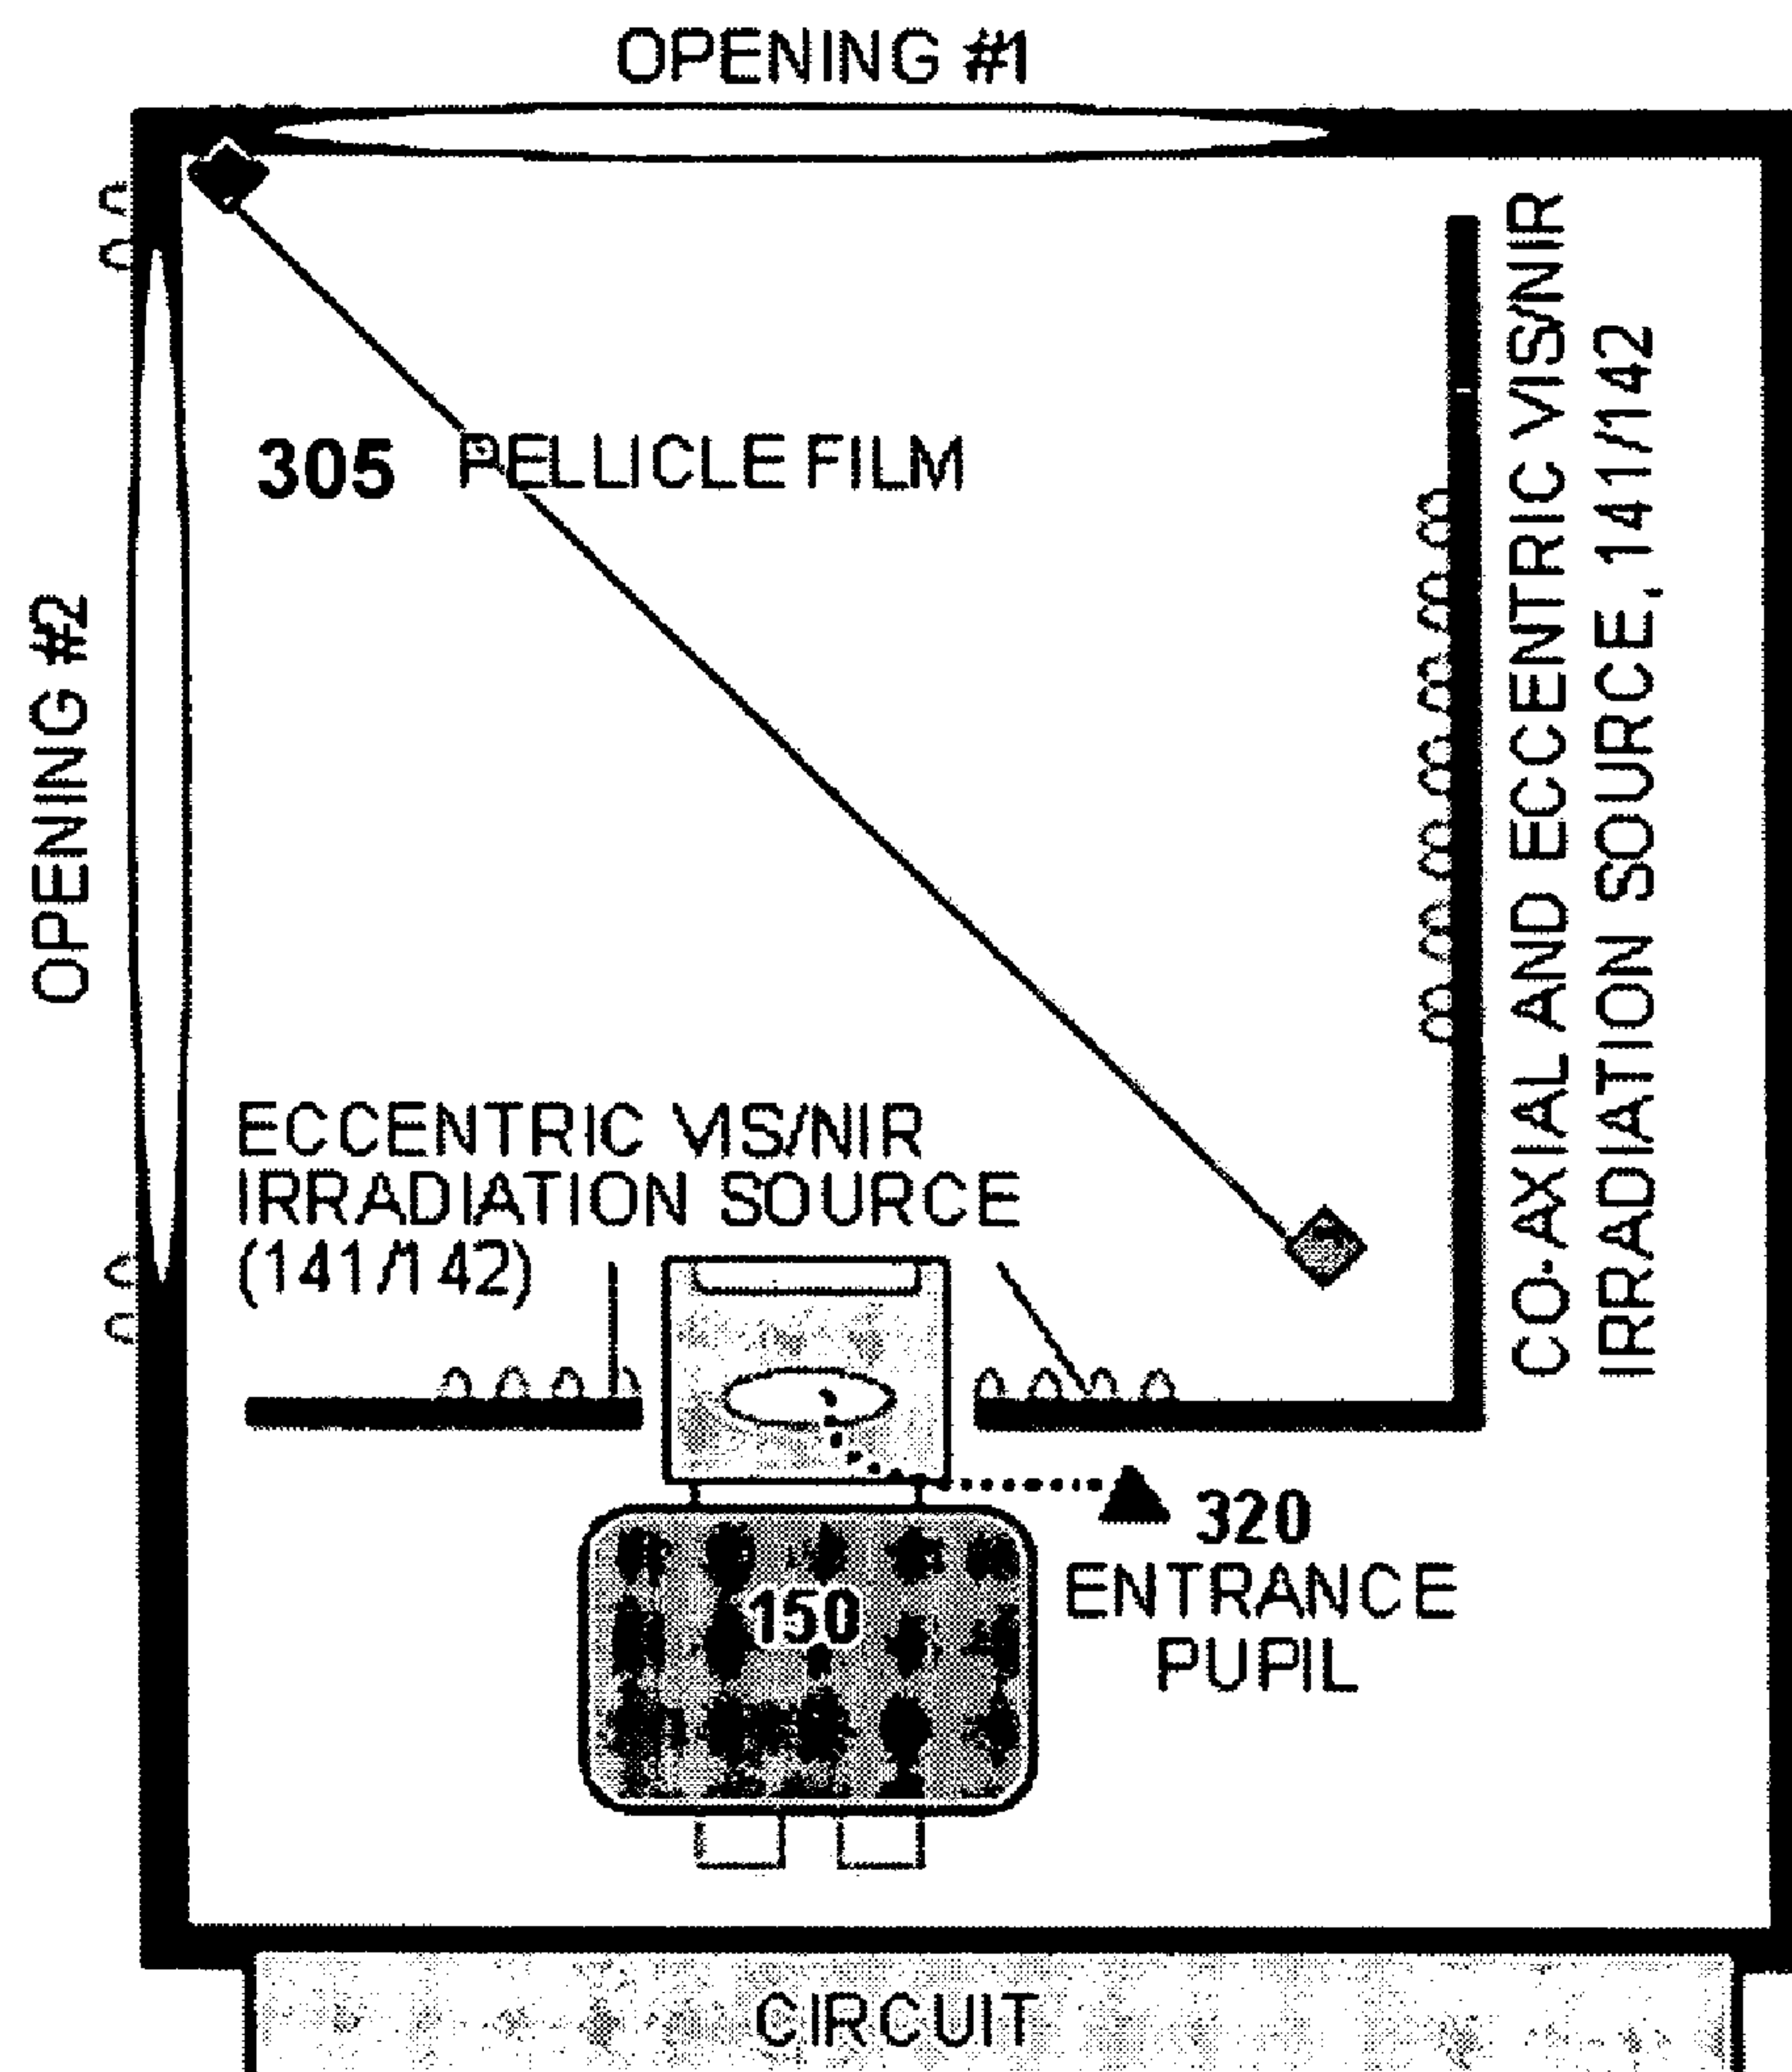 OPENING #1
OPENING #2
305 PELLICLE FILM
CO-AXIAL AND ECCENTRIC VIS/NIR
IRRADIATION SOURCE, 141/142
ECCENTRIC VIS/NIR
IRRADIATION SOURCE
(141/142)
320
ENTRANCE
PUPIL
150
CIRCUIT